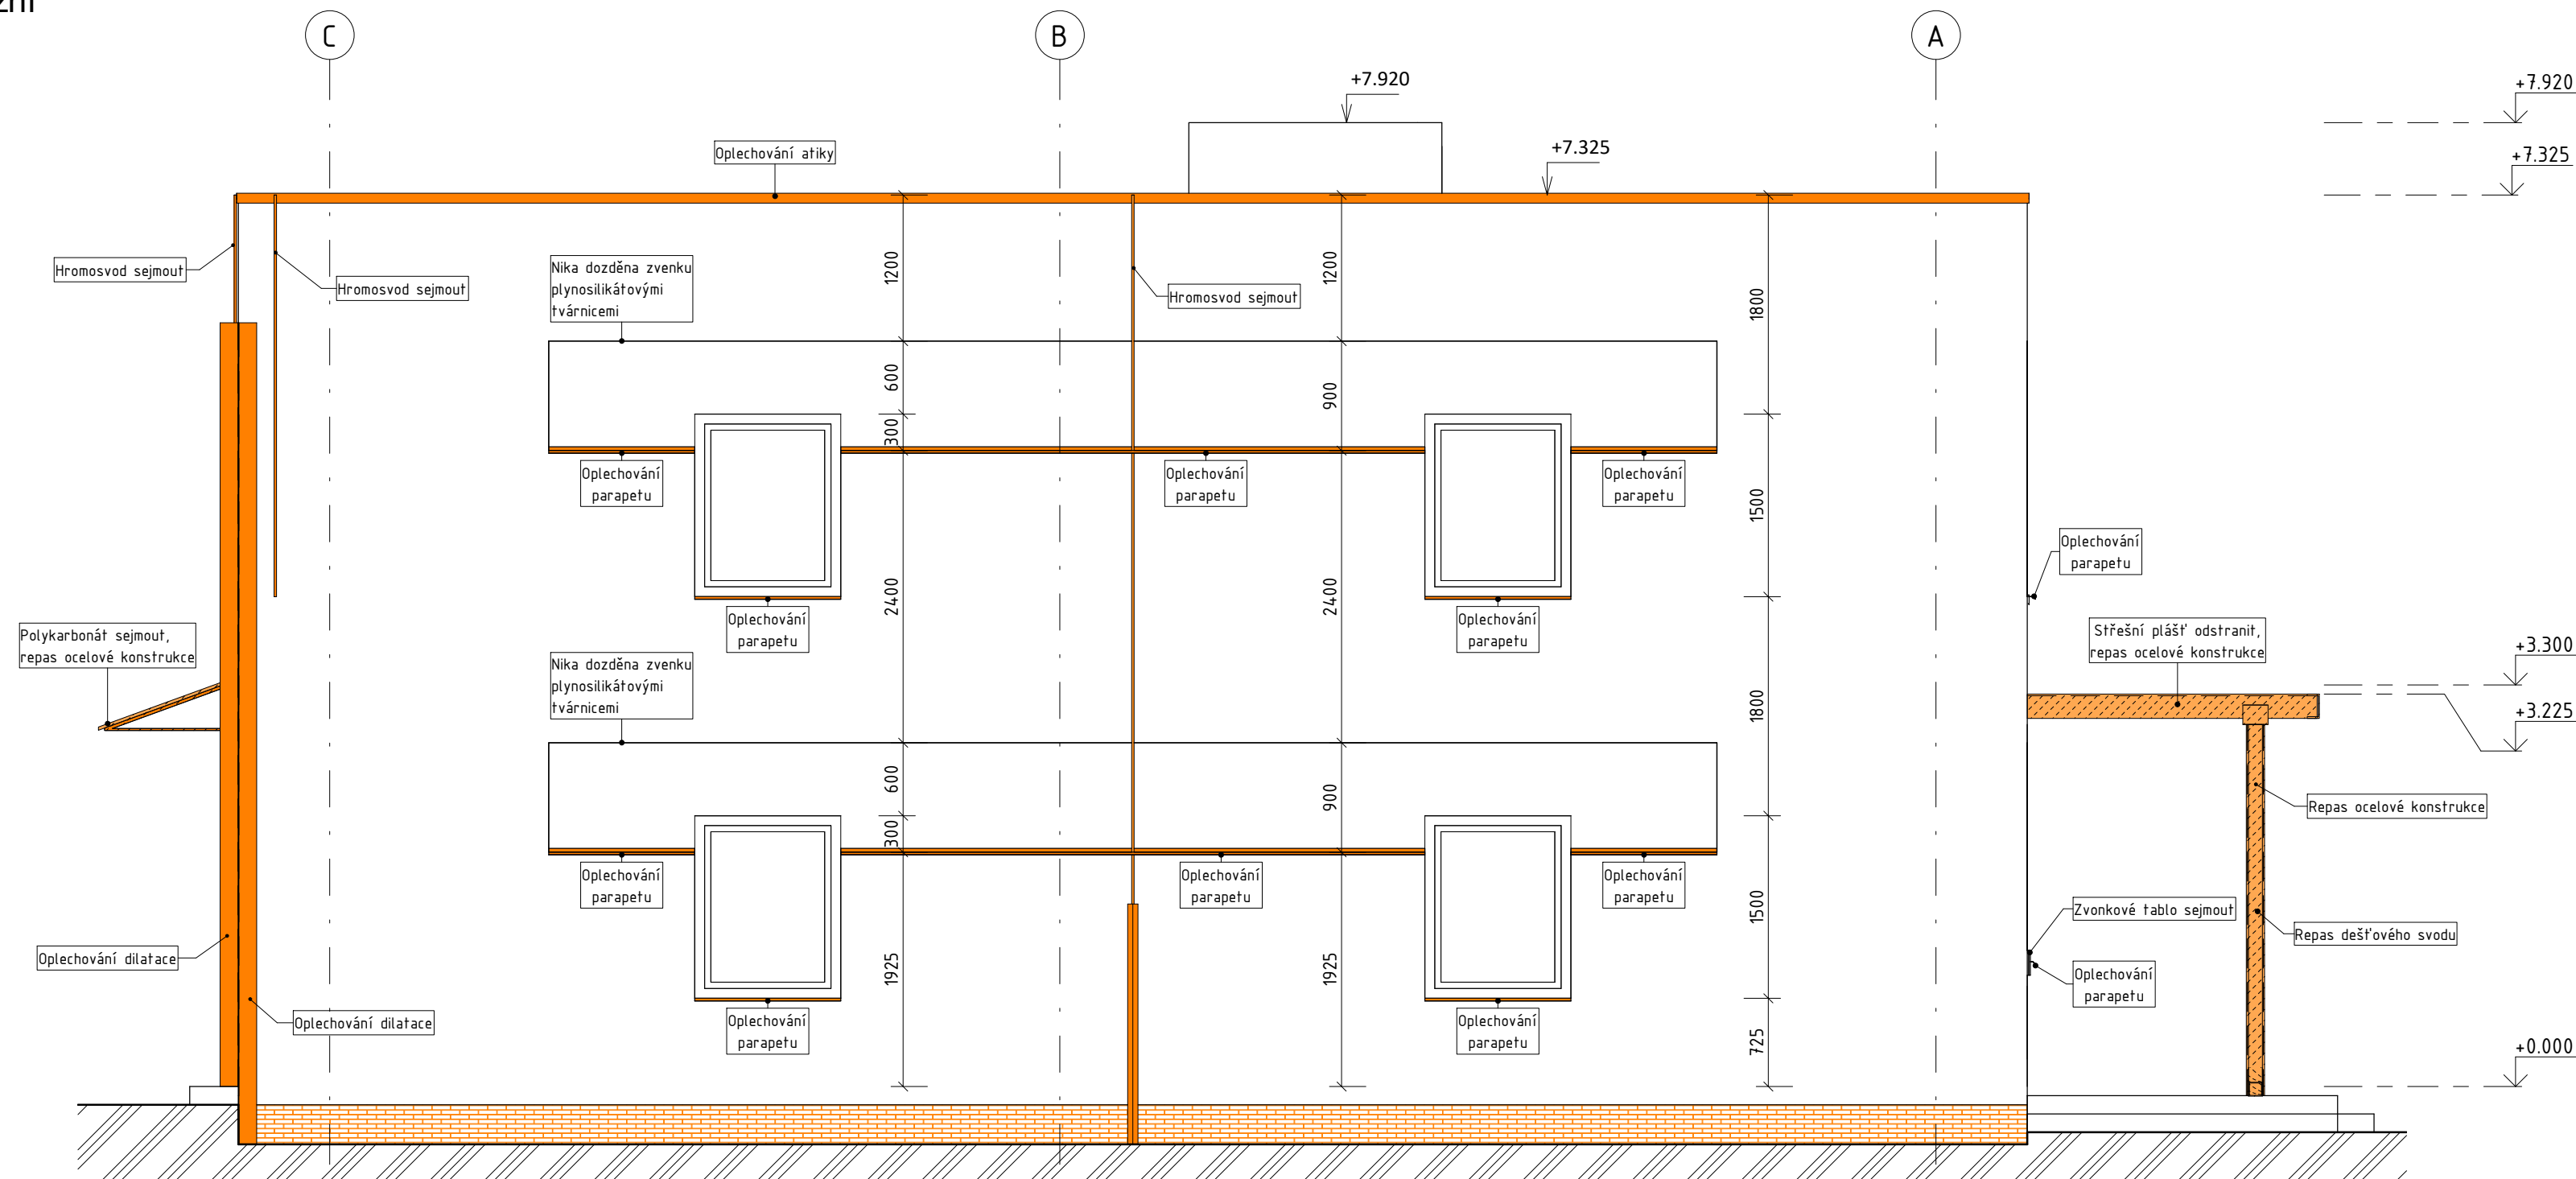 C
B
A
+7.920
+7.920
+7.325
+7.325
Oplechování atiky
Hromosvod sejmout
Hromosvod sejmout
Hromosvod sejmout
Nika dozděna zvenku
plynosilikátovými
tvárnicemi
1200
1200
1800
600
900
300
Oplechování
parapetu
Oplechování
parapetu
Oplechování
parapetu
1500
Oplechování
parapetu
2400
2400
Oplechování
parapetu
Oplechování
parapetu
Polykarbonát sejmout,
repas ocelové konstrukce
Střešní plášť odstranit,
repas ocelové konstrukce
+3.300
+3.225
Nika dozděna zvenku
plynosilikátovými
tvárnicemi
1800
600
900
300
Repas ocelové konstrukce
Oplechování
parapetu
Oplechování
parapetu
Oplechování
parapetu
1500
Zvonkové tablo sejmout
Repas dešťového svodu
Oplechování dilatace
1925
1925
Oplechování
parapetu
Oplechování dilatace
Oplechování
parapetu
Oplechování
parapetu
725
+0.000